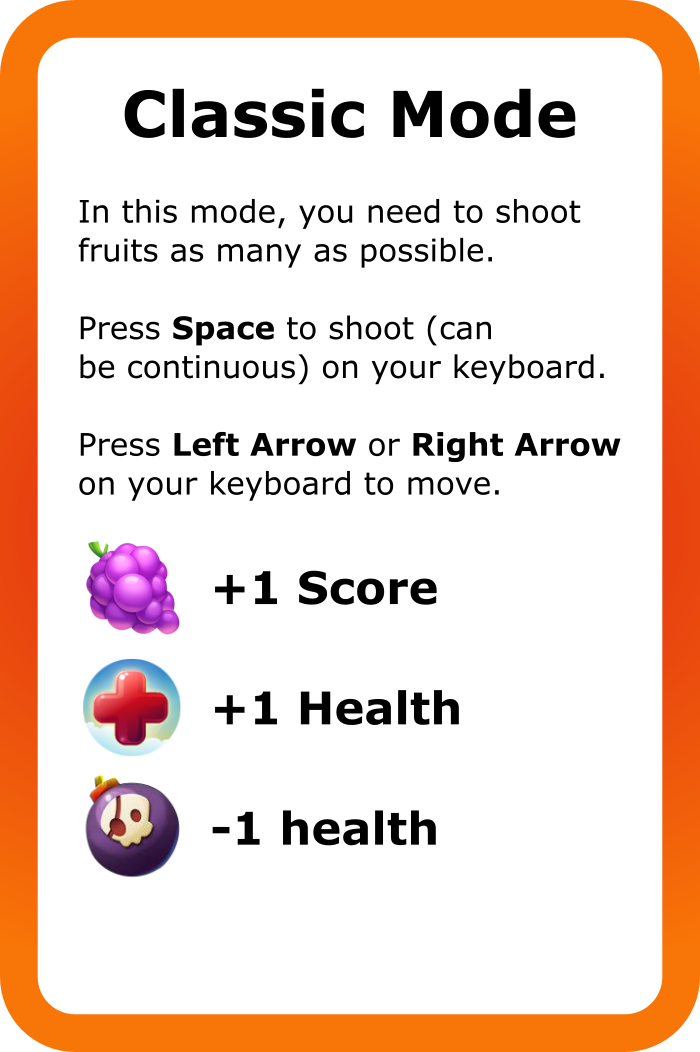 Classic Mode
In this mode, you need to shoot
fruits as many as possible.
Press Space to shoot (can
be continuous) on your keyboard.
Press Left Arrow or Right Arrow
on your keyboard to move.
+1 Score
+1 Health
-1 health